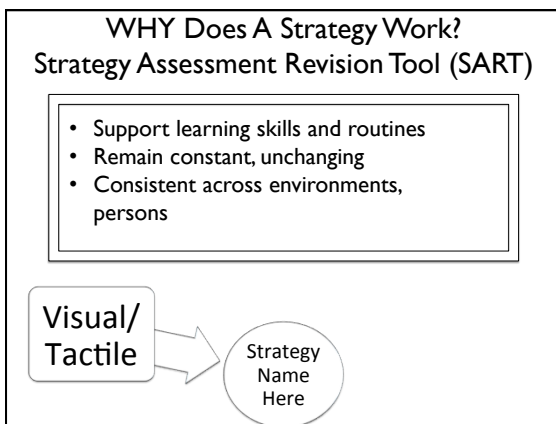 WHY Does A Strategy Work?
Strategy Assessment Revision Tool (SART)
• Support learning skills and routines
• Remain constant, unchanging
• Consistent across environments,
persons
Visual/
Tactile
Strategy
Name
Here